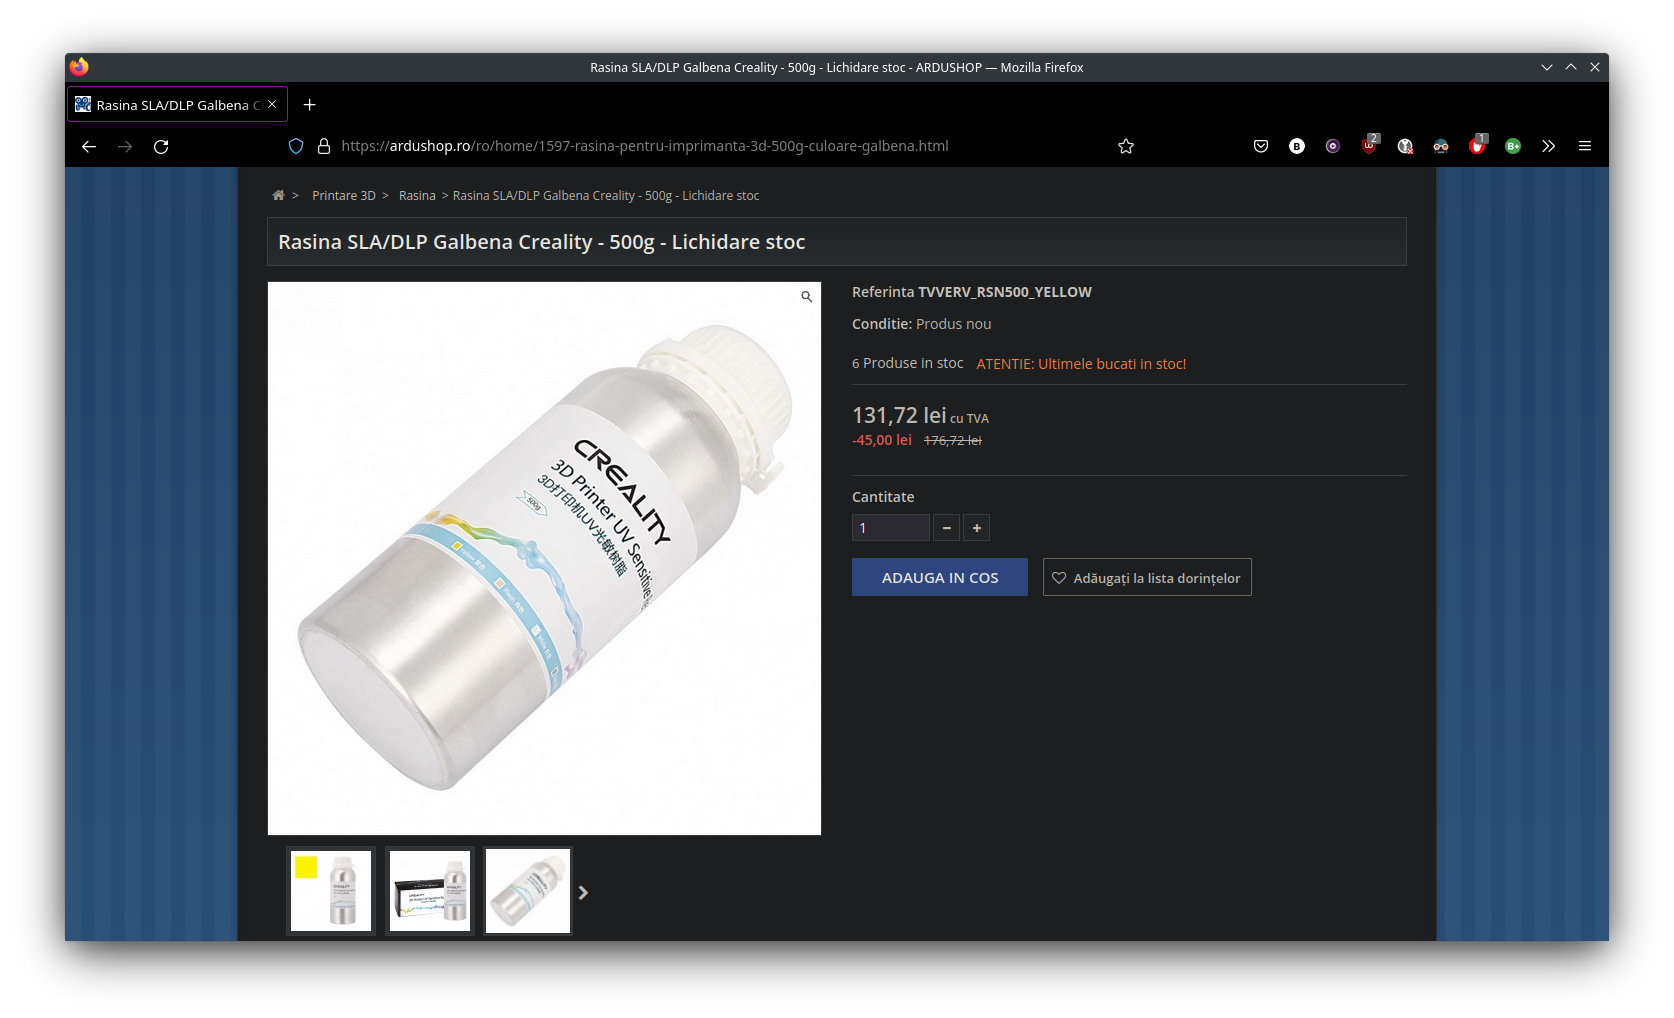 Rasina SLA/DLP Galbena Creality - 500g - Lichidare stoc - ARDUSHOP — Mozilla Firefox
Rasina SLA/DLP Galbena C
https://ardushop.ro/ro/home/1597-rasina-pentru-imprimanta-3d-500g-culoare-galbena.html
2
1
B
B+
> Printare 3D > Rasina > Rasina SLA/DLP Galbena Creality - 500g - Lichidare stoc
Rasina SLA/DLP Galbena Creality - 500g - Lichidare stoc
CREALITY
3D Printer UV Sensitive
3D打印机UV光敏树脂
500g
Referinta TVVERV_RSN500_YELLOW
Conditie: Produs nou
6 Produse in stoc ATENTIE: Ultimele bucati in stoc!
131,72 lei cu TVA
-45,00 lei 176,72 lei
Cantitate
1
ADAUGA IN COS
Adăugați la lista dorințelor
CREALITY
CREALITY